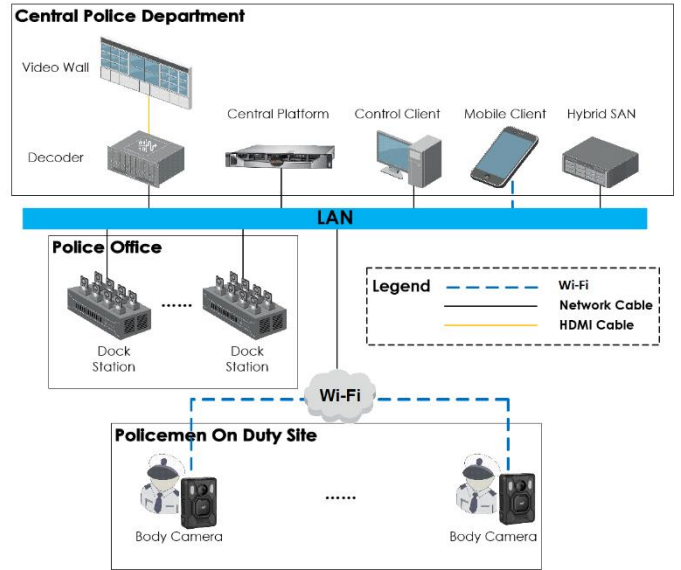 Central Police Department
Video Wall
Central Platform
Control Client
Mobile Client
Hybrid SAN
Decoder
LAN
Police Office
......
Dock
Station
Dock
Station
Legend
Wi-Fi
Network Cable
HDMI Cable
Wi-Fi
Policemen On Duty Site
......
Body Camera
Body Camera